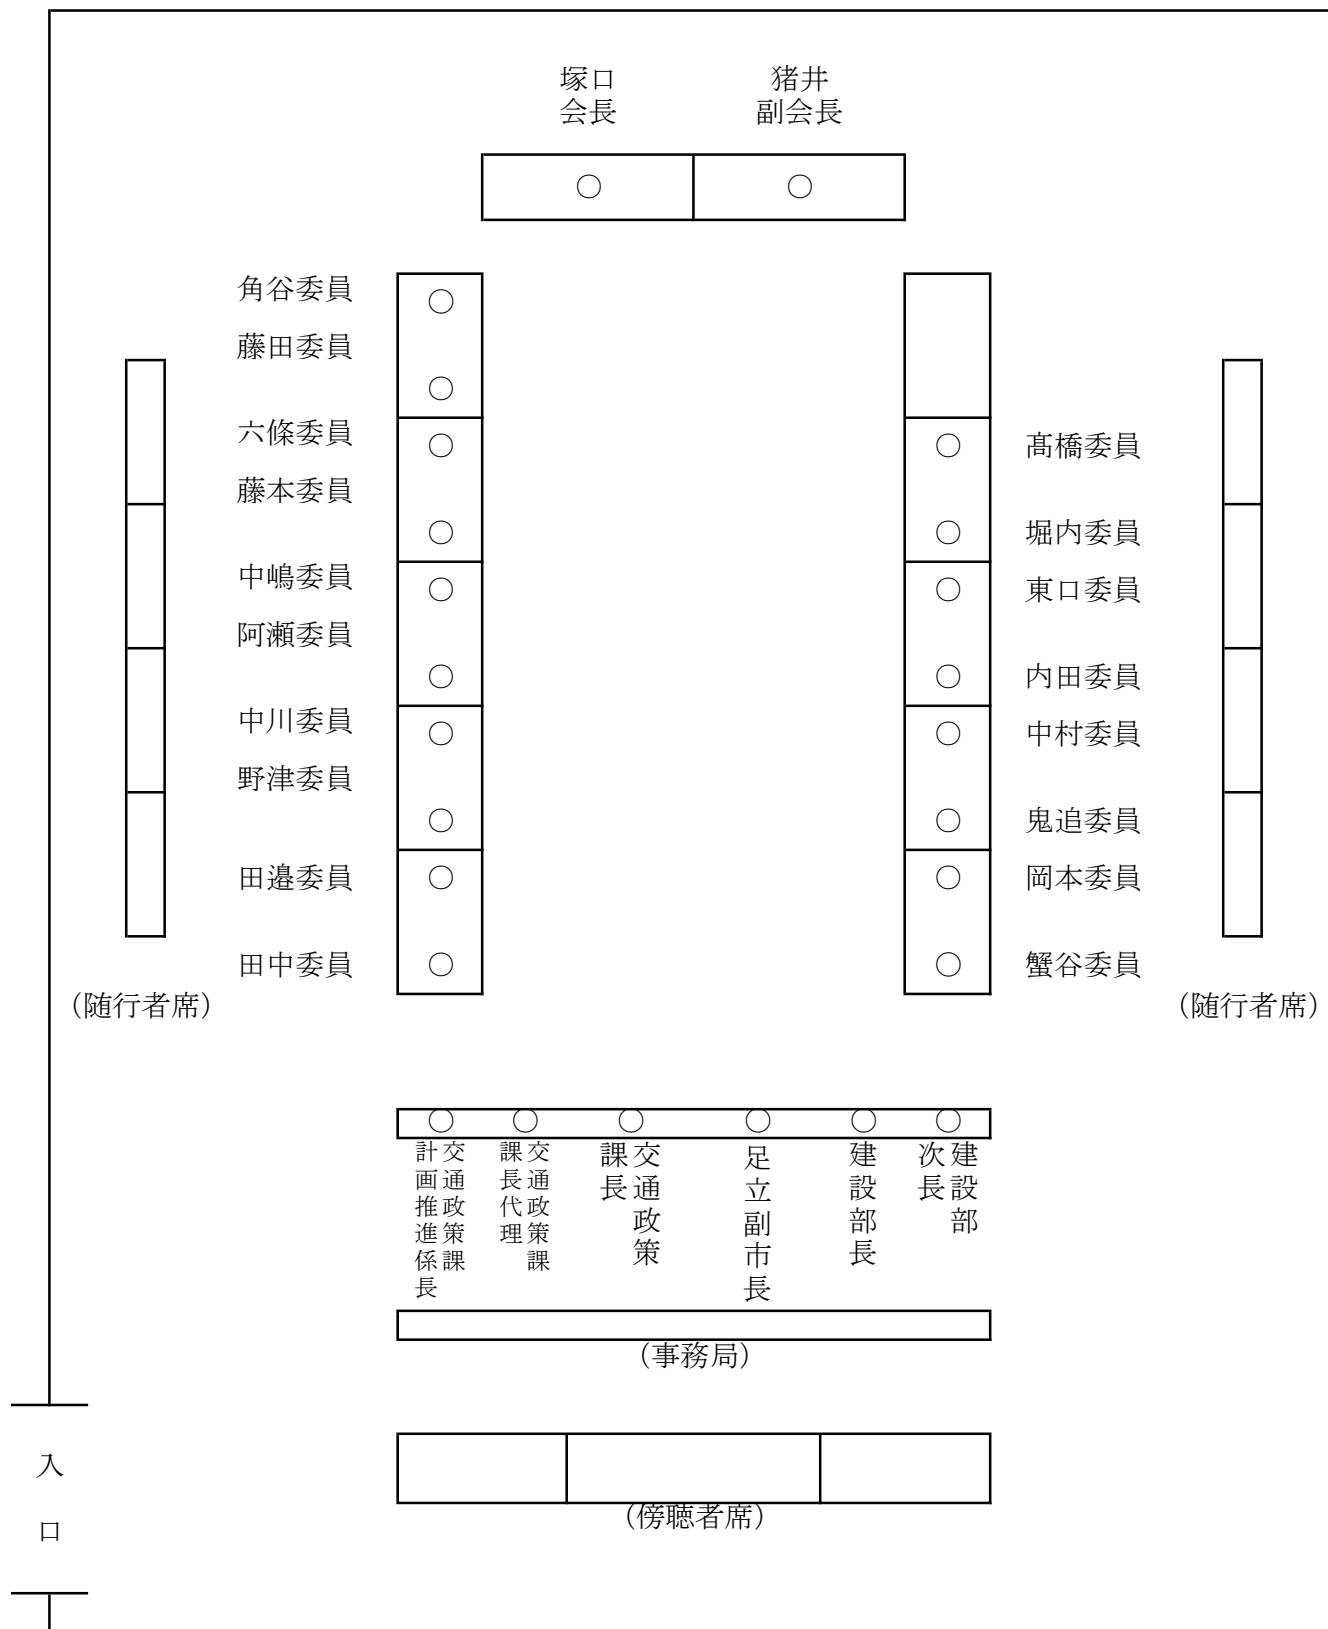 塚口
会長
猪井
副会長
○
○
角谷委員
○
藤田委員
○
六條委員
○
○
髙橋委員
藤本委員
○
○
堀内委員
中嶋委員
○
○
東口委員
阿瀬委員
○
○
内田委員
中川委員
○
○
中村委員
野津委員
○
○
鬼追委員
田邉委員
○
○
岡本委員
田中委員
○
○
蟹谷委員
（随行者席）
（随行者席）
○
○
○
○
○
○
交通政策課
計画推進係長
交通政策課
課長代理
交通政策
課長
足立副市長
建設部長
建設部
次長
（事務局）
（傍聴者席）
入
口